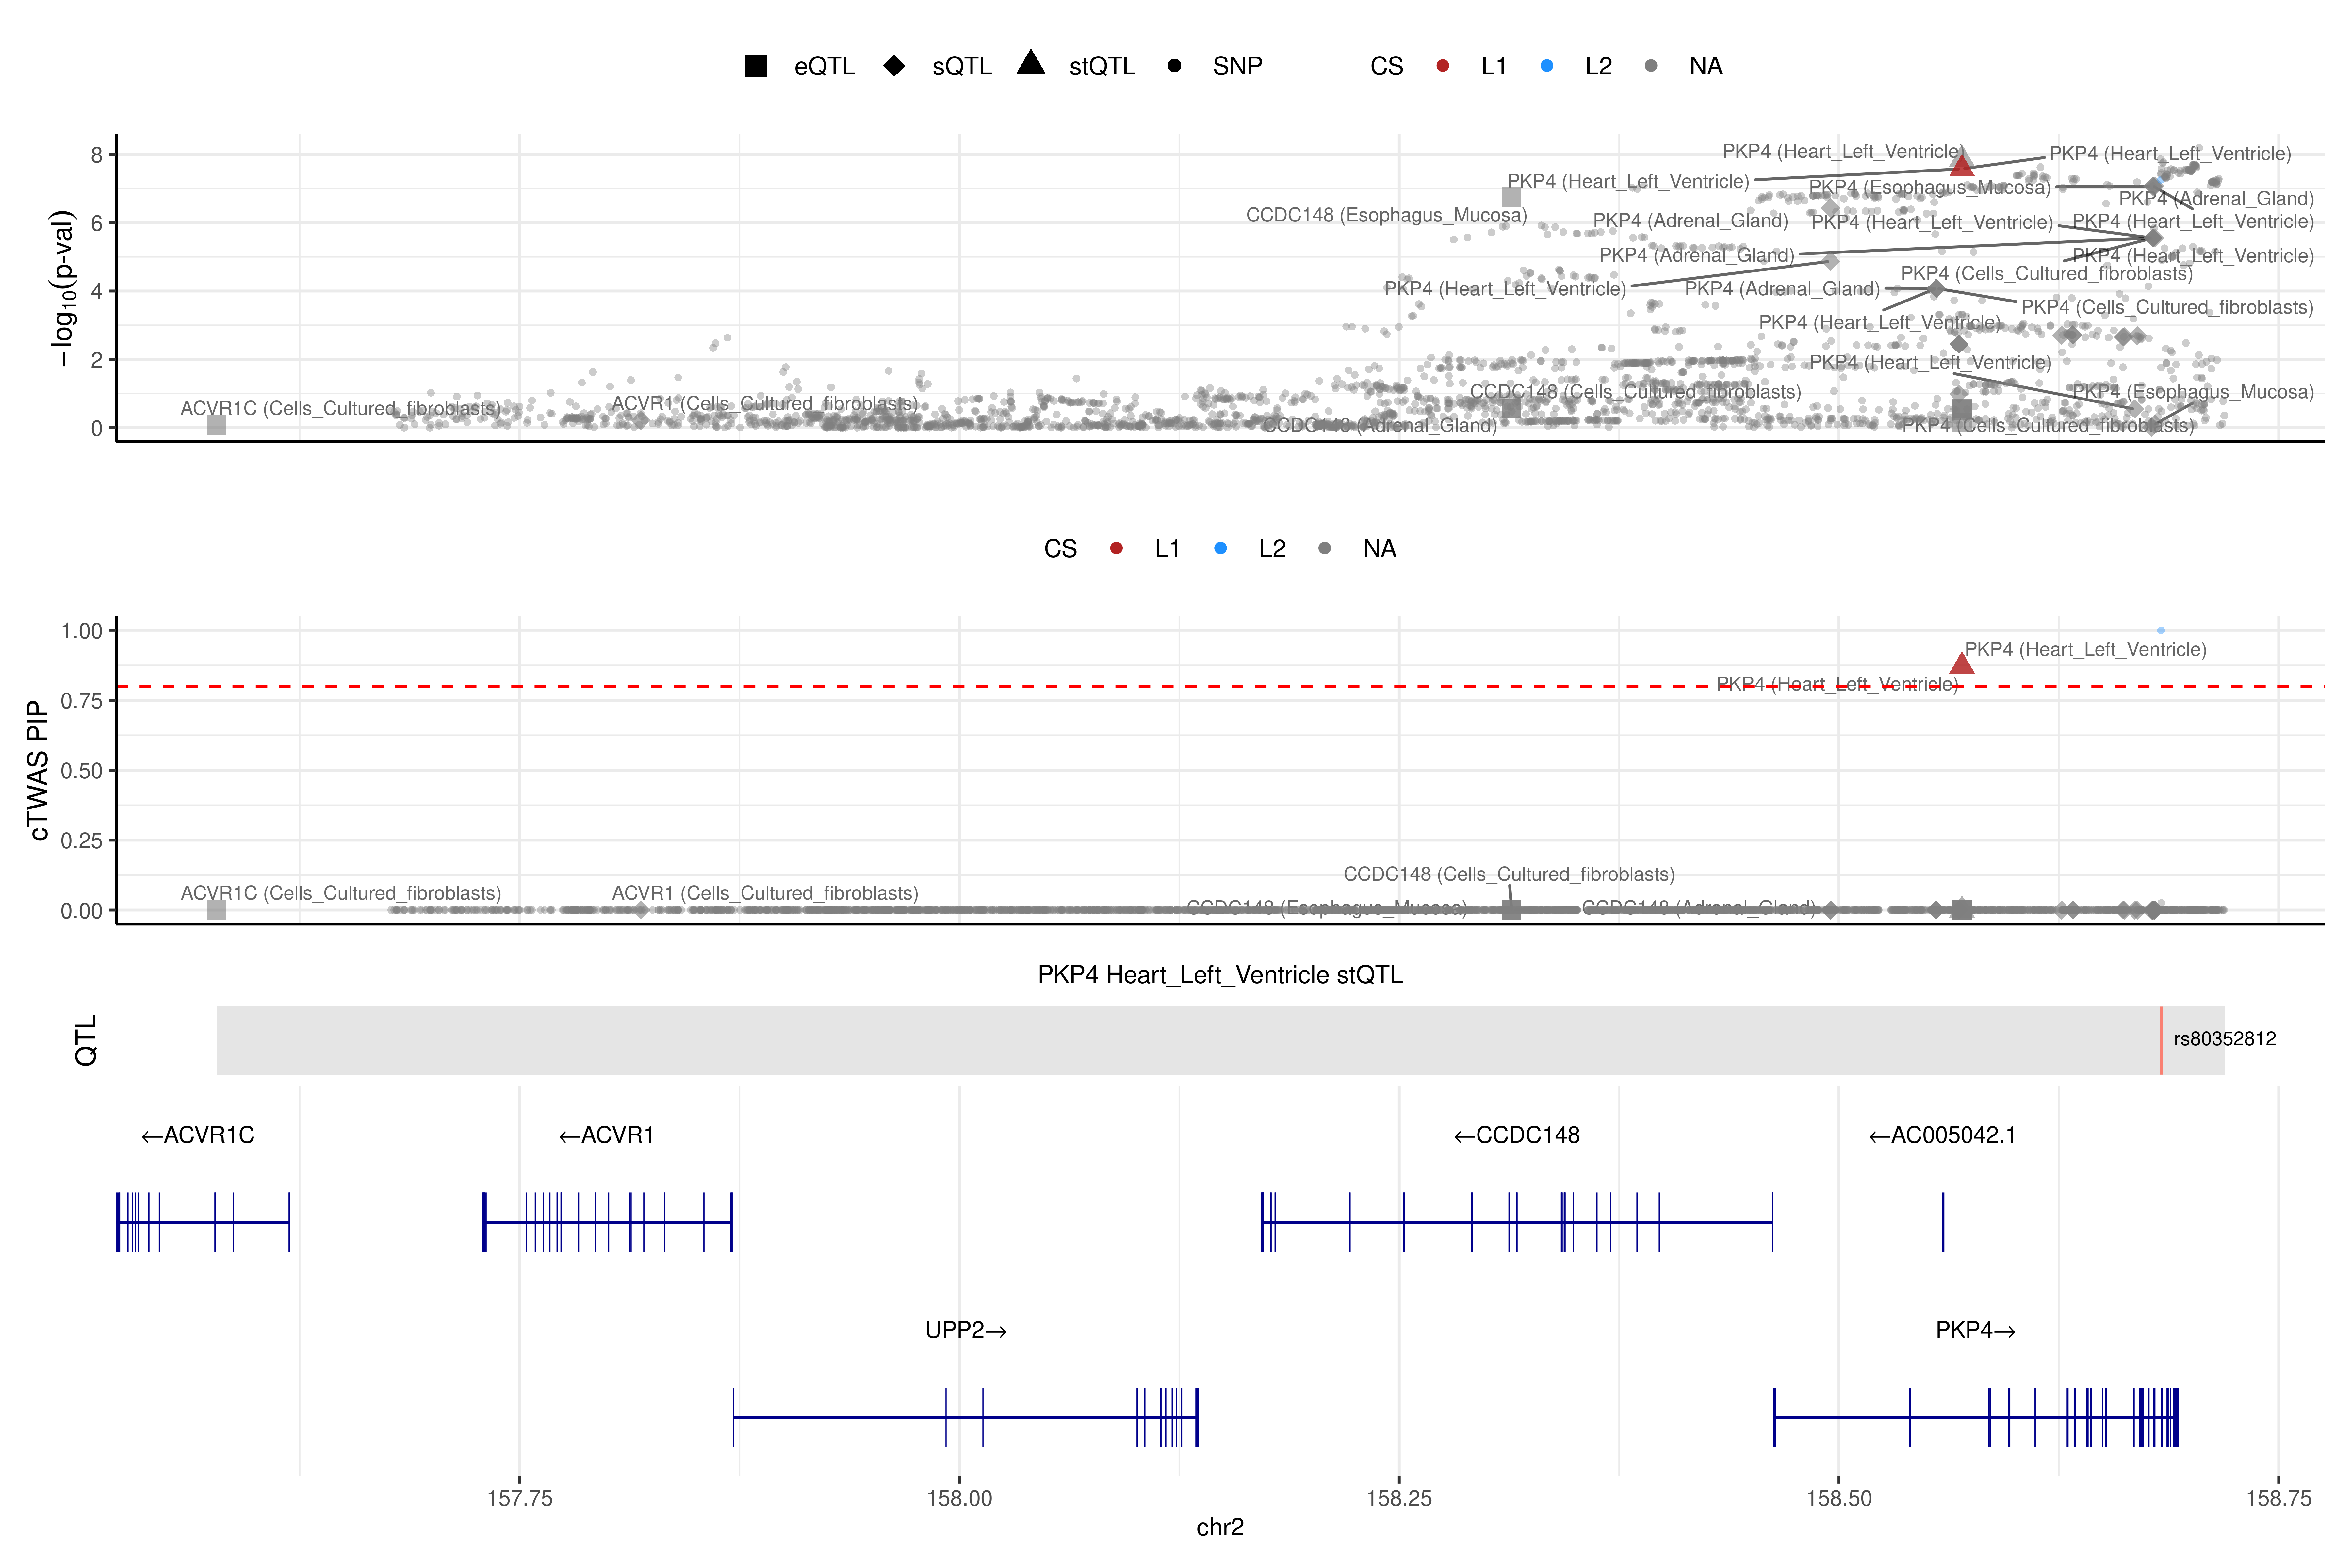 eQTL sQTL stQTL SNP CS L1 L2 NA
−log10(p-val)
8
6
4
2
0
PKP4 (Heart_Left_Ventricle)
PKP4 (Heart_Left_Ventricle)
PKP4 (Heart_Left_Ventricle)
PKP4 (Esophagus_Mucosa)
PKP4 (Adrenal_Gland)
CCDC148 (Esophagus_Mucosa)
PKP4 (Adrenal_Gland)
PKP4 (Heart_Left_Ventricle)
PKP4 (Heart_Left_Ventricle)
PKP4 (Adrenal_Gland)
PKP4 (Heart_Left_Ventricle)
PKP4 (Cells_Cultured_fibroblasts)
PKP4 (Heart_Left_Ventricle)
PKP4 (Adrenal_Gland)
PKP4 (Cells_Cultured_fibroblasts)
PKP4 (Heart_Left_Ventricle)
PKP4 (Heart_Left_Ventricle)
CCDC148 (Cells_Cultured_fibroblasts)
PKP4 (Esophagus_Mucosa)
ACVR1C (Cells_Cultured_fibroblasts)
ACVR1 (Cells_Cultured_fibroblasts)
CCDC148 (Adrenal_Gland)
PKP4 (Cells_Cultured_fibroblasts)
CS L1 L2 NA
cTWAS PIP
1.00
0.75
0.50
0.25
0.00
PKP4 (Heart_Left_Ventricle)
PKP4 (Heart_Left_Ventricle)
CCDC148 (Cells_Cultured_fibroblasts)
ACVR1C (Cells_Cultured_fibroblasts)
ACVR1 (Cells_Cultured_fibroblasts)
CCDC148 (Esophagus_Mucosa)
CCDC148 (Adrenal_Gland)
PKP4 Heart_Left_Ventricle stQTL
QTL
rs80352812
←ACVR1C
←ACVR1
←CCDC148
←AC005042.1
UPP2→
PKP4→
157.75 158.00 158.25 158.50 158.75
chr2